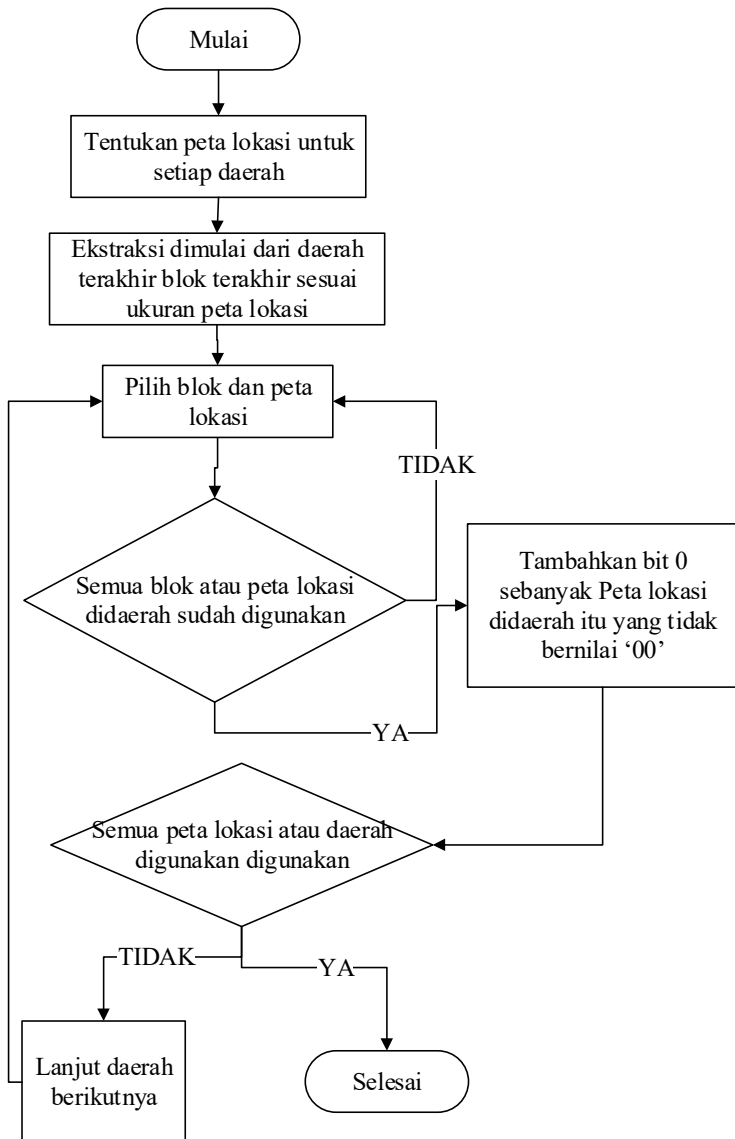 Mulai
Tentukan peta lokasi untuk
setiap daerah
Ekstraksi dimulai dari daerah
terakhir blok terakhir sesuai
ukuran peta lokasi
Pilih blok dan peta
lokasi
TIDAK
Semua blok atau peta lokasi
didaerah sudah digunakan
Tambahkan bit 0
sebanyak Peta lokasi
didaerah itu yang tidak
bernilai ‘00’
YA
Semua peta lokasi atau daerah
digunakan digunakan
TIDAK
YA
Lanjut daerah
berikutnya
Selesai